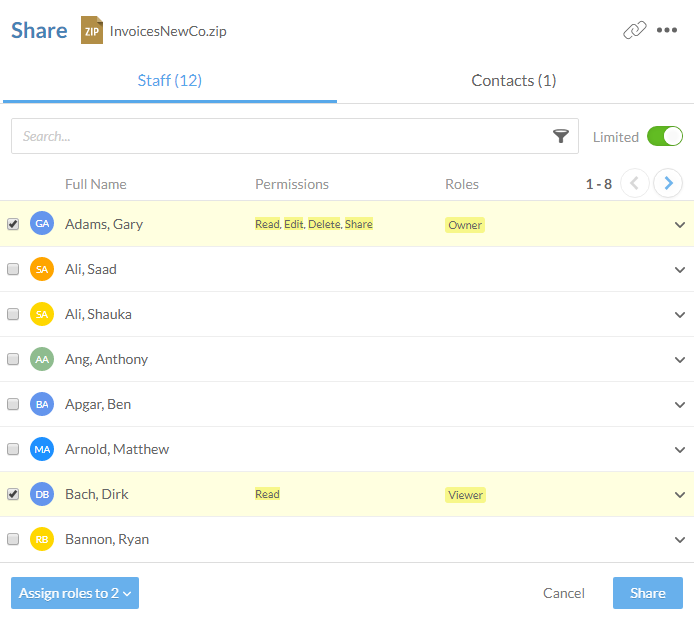 Share ZIP InvoicesNewCo.zip
Staff (12) Contacts (1)
Search... Limited
Full Name Permissions Roles 1 - 8
GA Adams, Gary Read, Edit, Delete, Share Owner
SA Ali, Saad
SA Ali, Shauka
AA Ang, Anthony
BA Apgar, Ben
MA Arnold, Matthew
DB Bach, Dirk Read Viewer
RB Bannon, Ryan
Assign roles to 2 Cancel Share